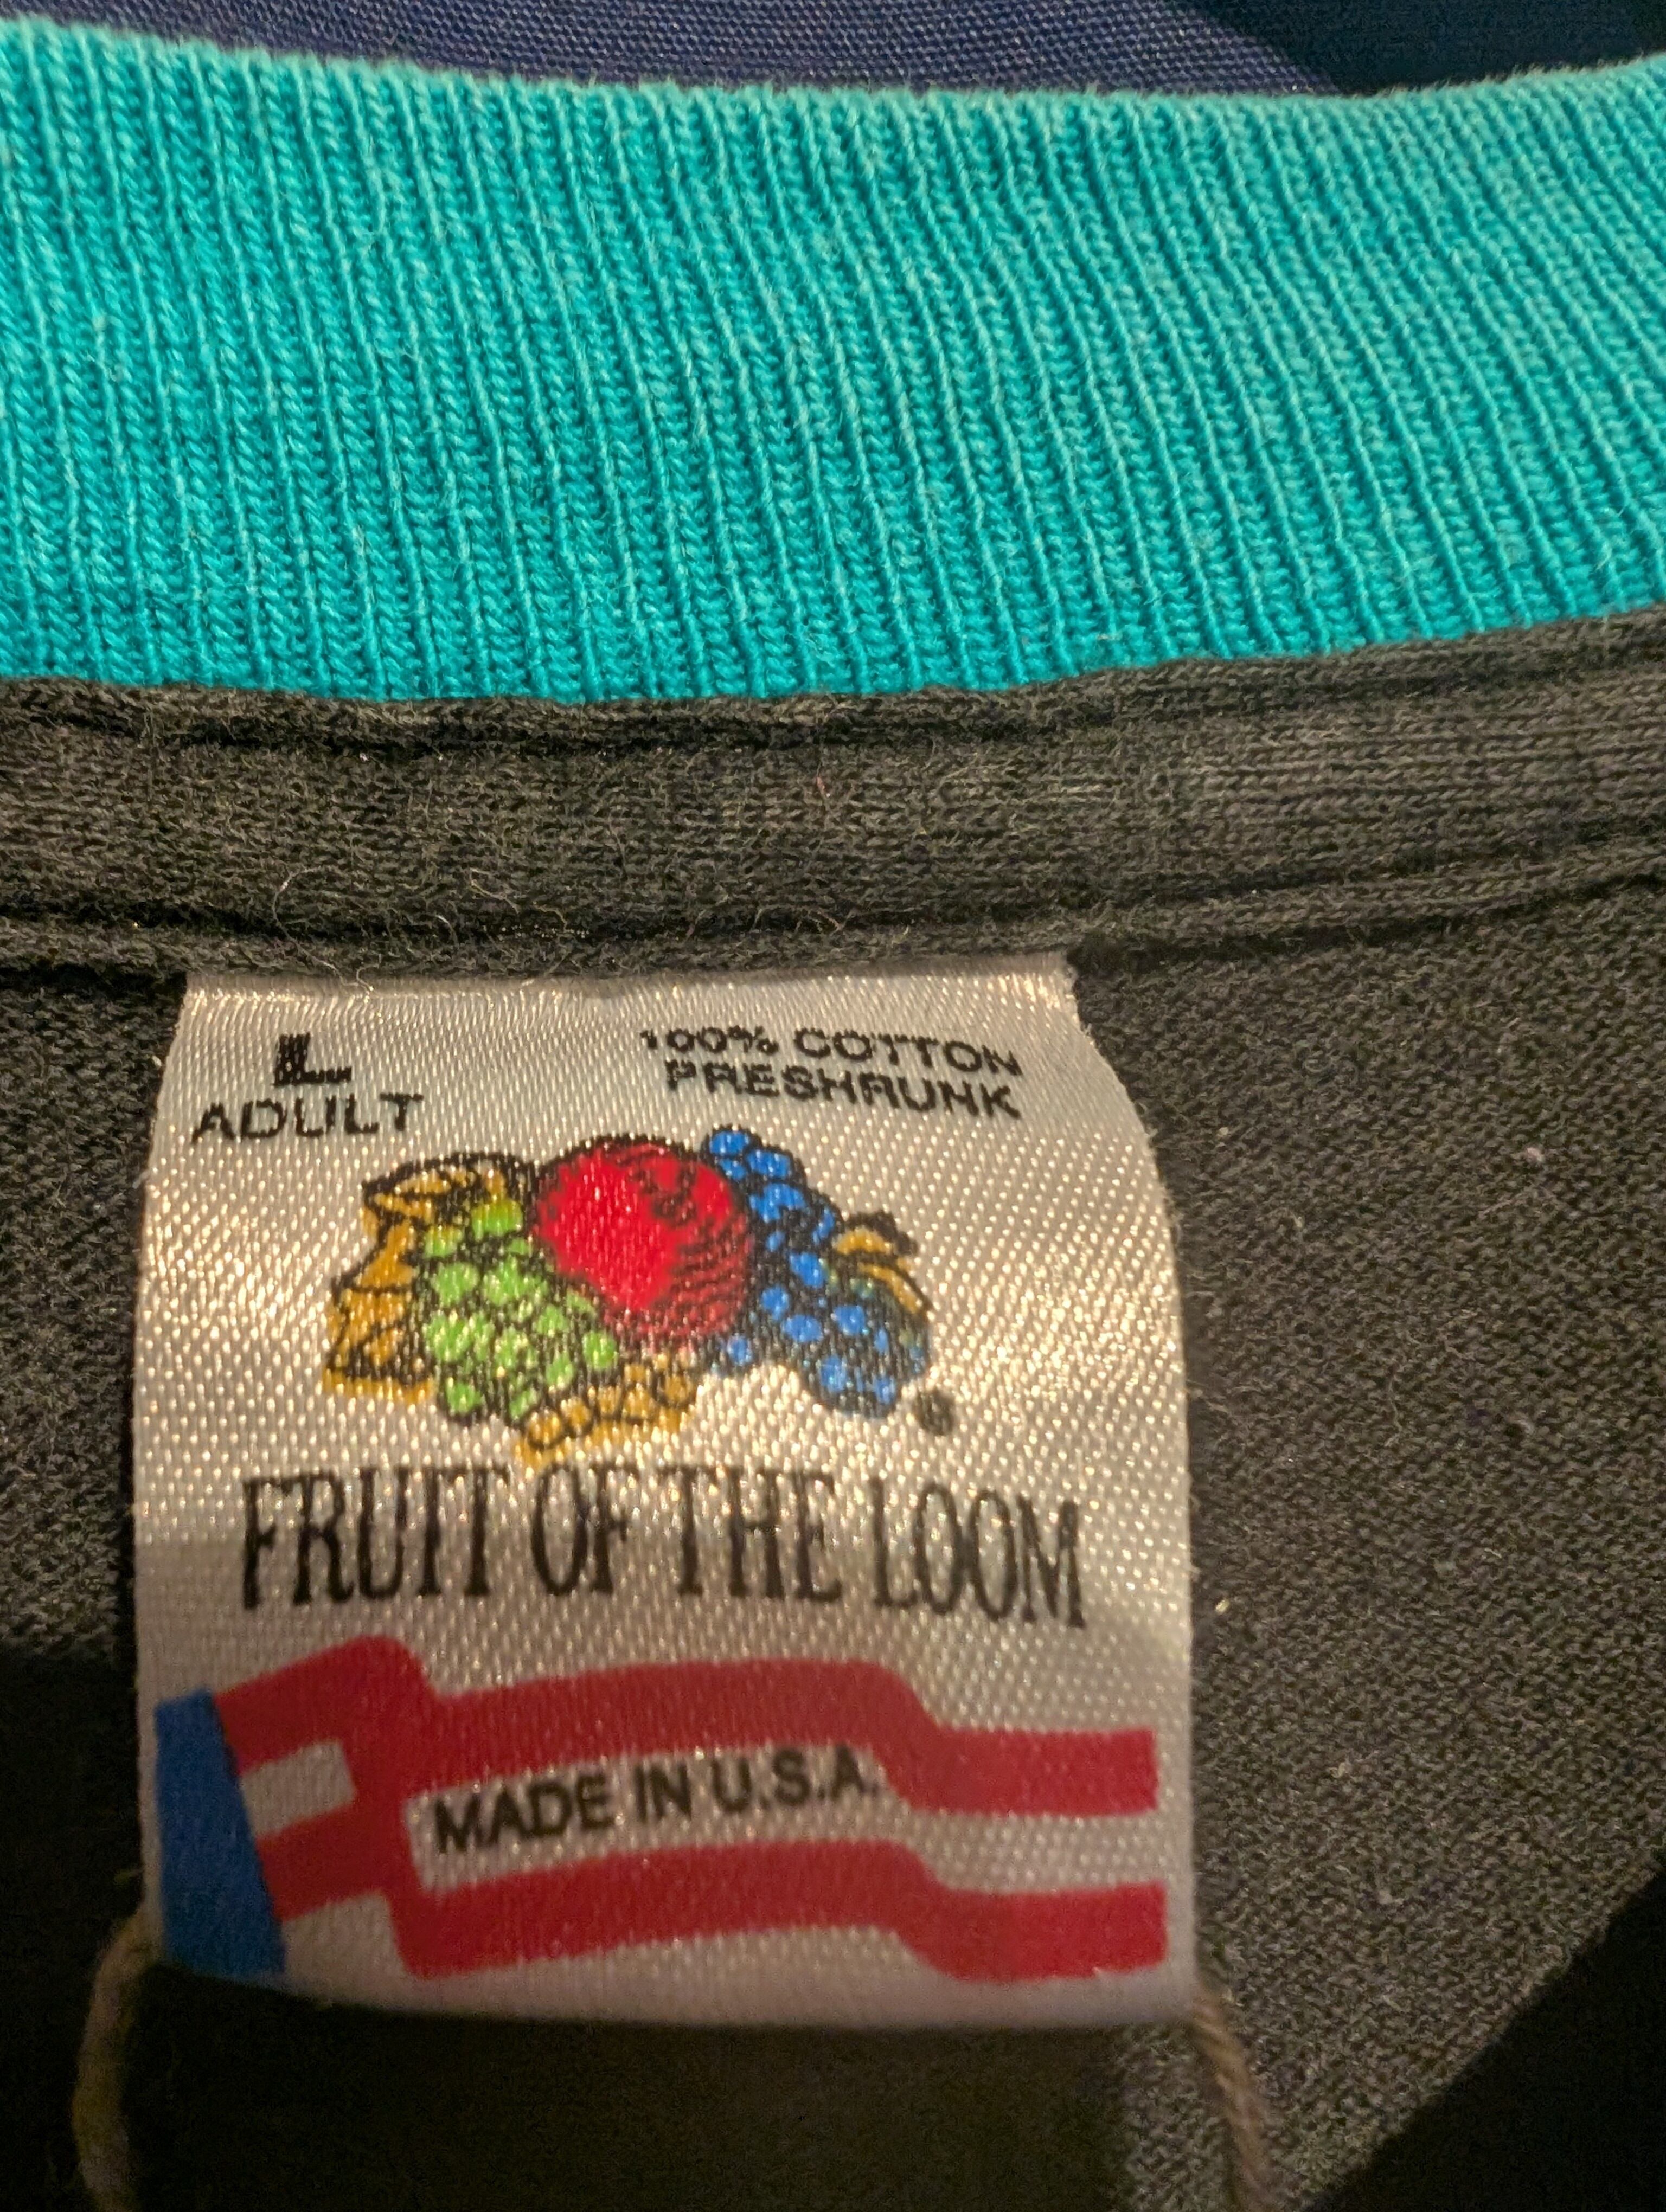 L
ADULT
100% COTTON
PRESHRUNK
®
FRUIT OF THE LOOM
MADE IN U.S.A.